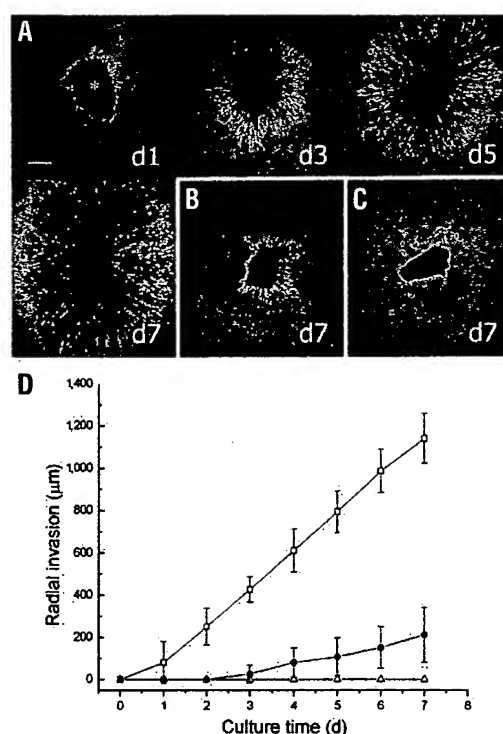 A
*
d1
d3
d5
d7
B
d7
C
d7
D
1,400
1,200
1,000
800
600
400
200
0
Radial invasion (µm)
0 1 2 3 4 5 6 7 8
Culture time (d)